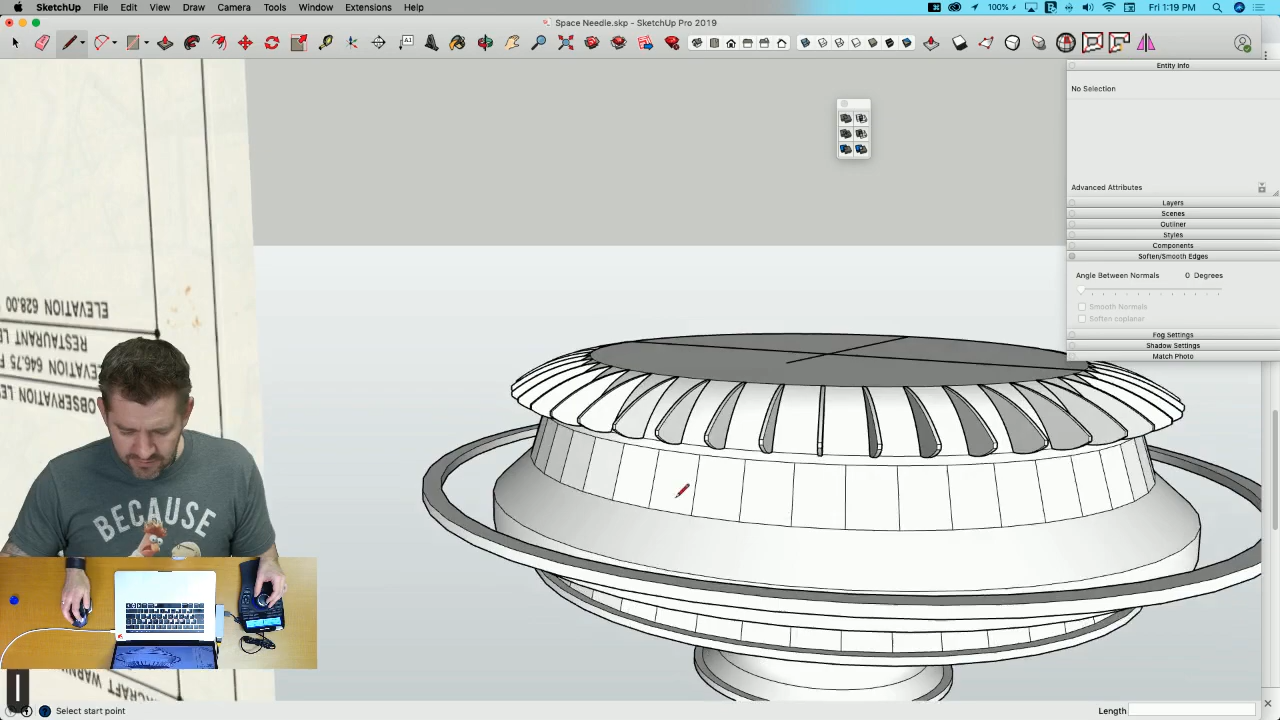 SketchUp File Edit View Camera Draw Tools Window Extensions Help
100% Fri 1:19 PM
Space Needle.skp - SketchUp Pro 2019
Entity Info
No Selection
Advanced Attributes
Layers
Scenes
Outliner
Styles
Components
Soften/Smooth Edges
Angle Between Normals 0 Degrees
Smooth Normals
Soften coplanar
Fog Settings
Shadow Settings
Match Photo
ELEVATION 628.00
RESTAURANT
ELEVATION 646.75
OBSERVATION
BECAUSE
Select start point
Length